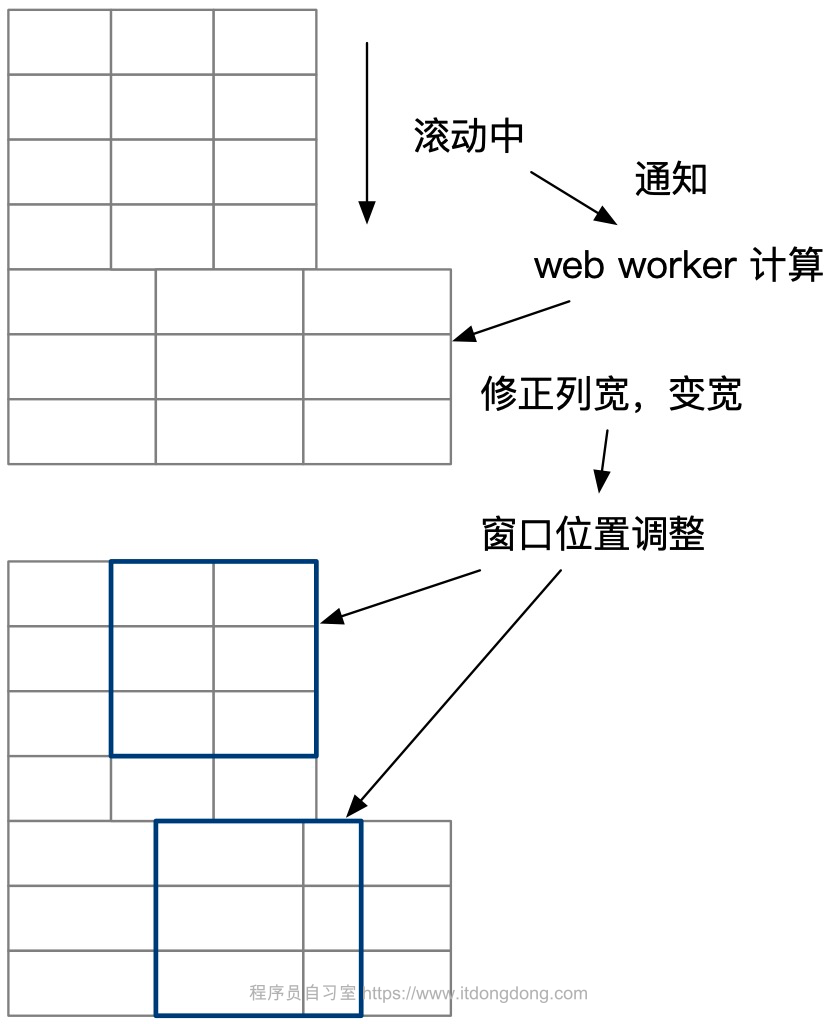 滚动中
通知
web worker 计算
修正列宽，变宽
窗口位置调整
程序员自习室 https://www.itdongdong.com